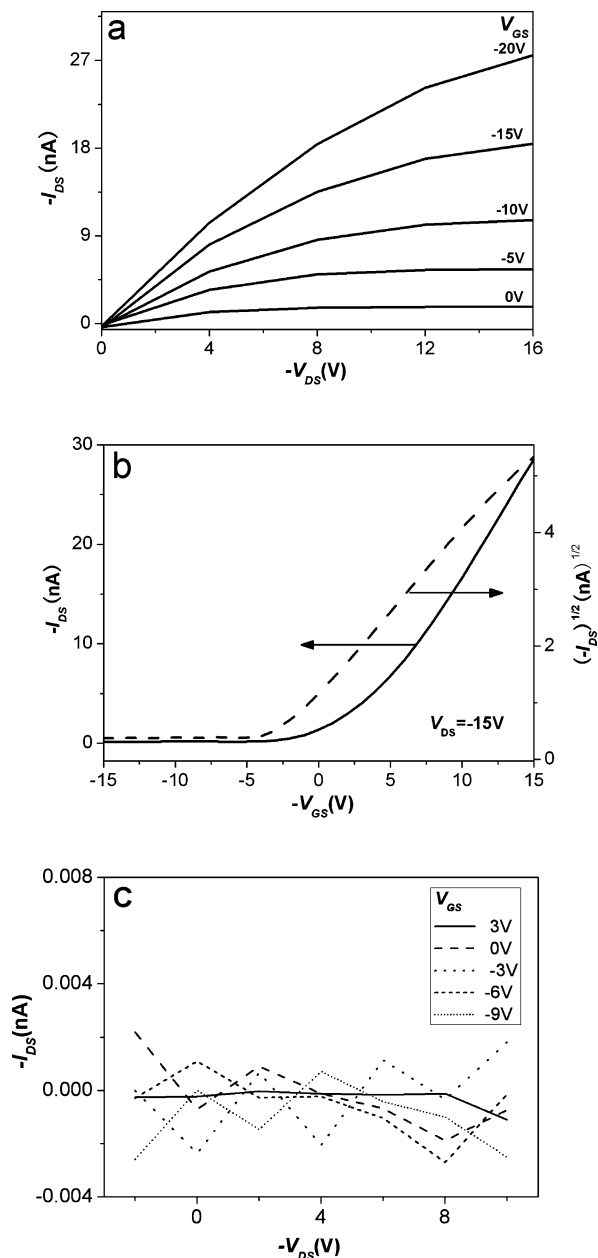 a
V_GS
-20V
-15V
-10V
-5V
0V
27
18
9
0
-I_DS (nA)
0 4 8 12 16
-V_DS(V)
b
30
20
10
0
-I_DS (nA)
4
2
0
(-I_DS)^1/2 (nA)^1/2
V_DS=-15V
-15 -10 -5 0 5 10 15
-V_GS(V)
c
0.008
0.004
0.000
-0.004
-I_DS(nA)
V_GS
3V
0V
-3V
-6V
-9V
0 4 8
-V_DS(V)